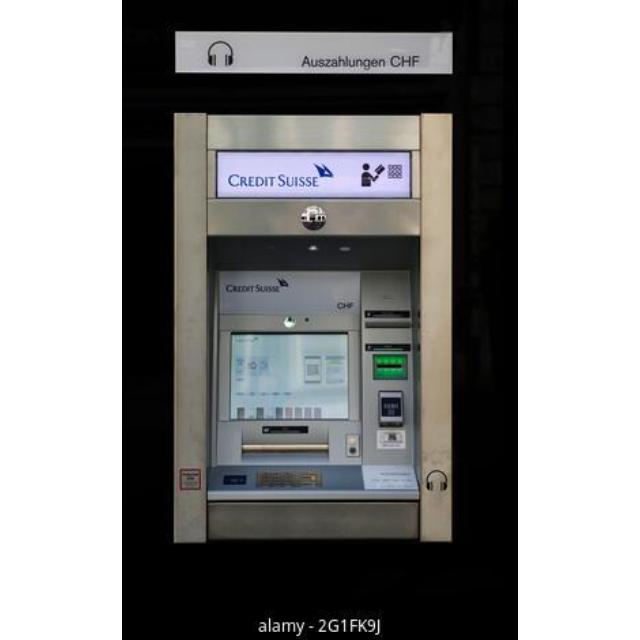 Auszahlungen CHF
CREDIT SUISSE
CREDIT SUISSE
CHF
alamy - 2G1FK9J